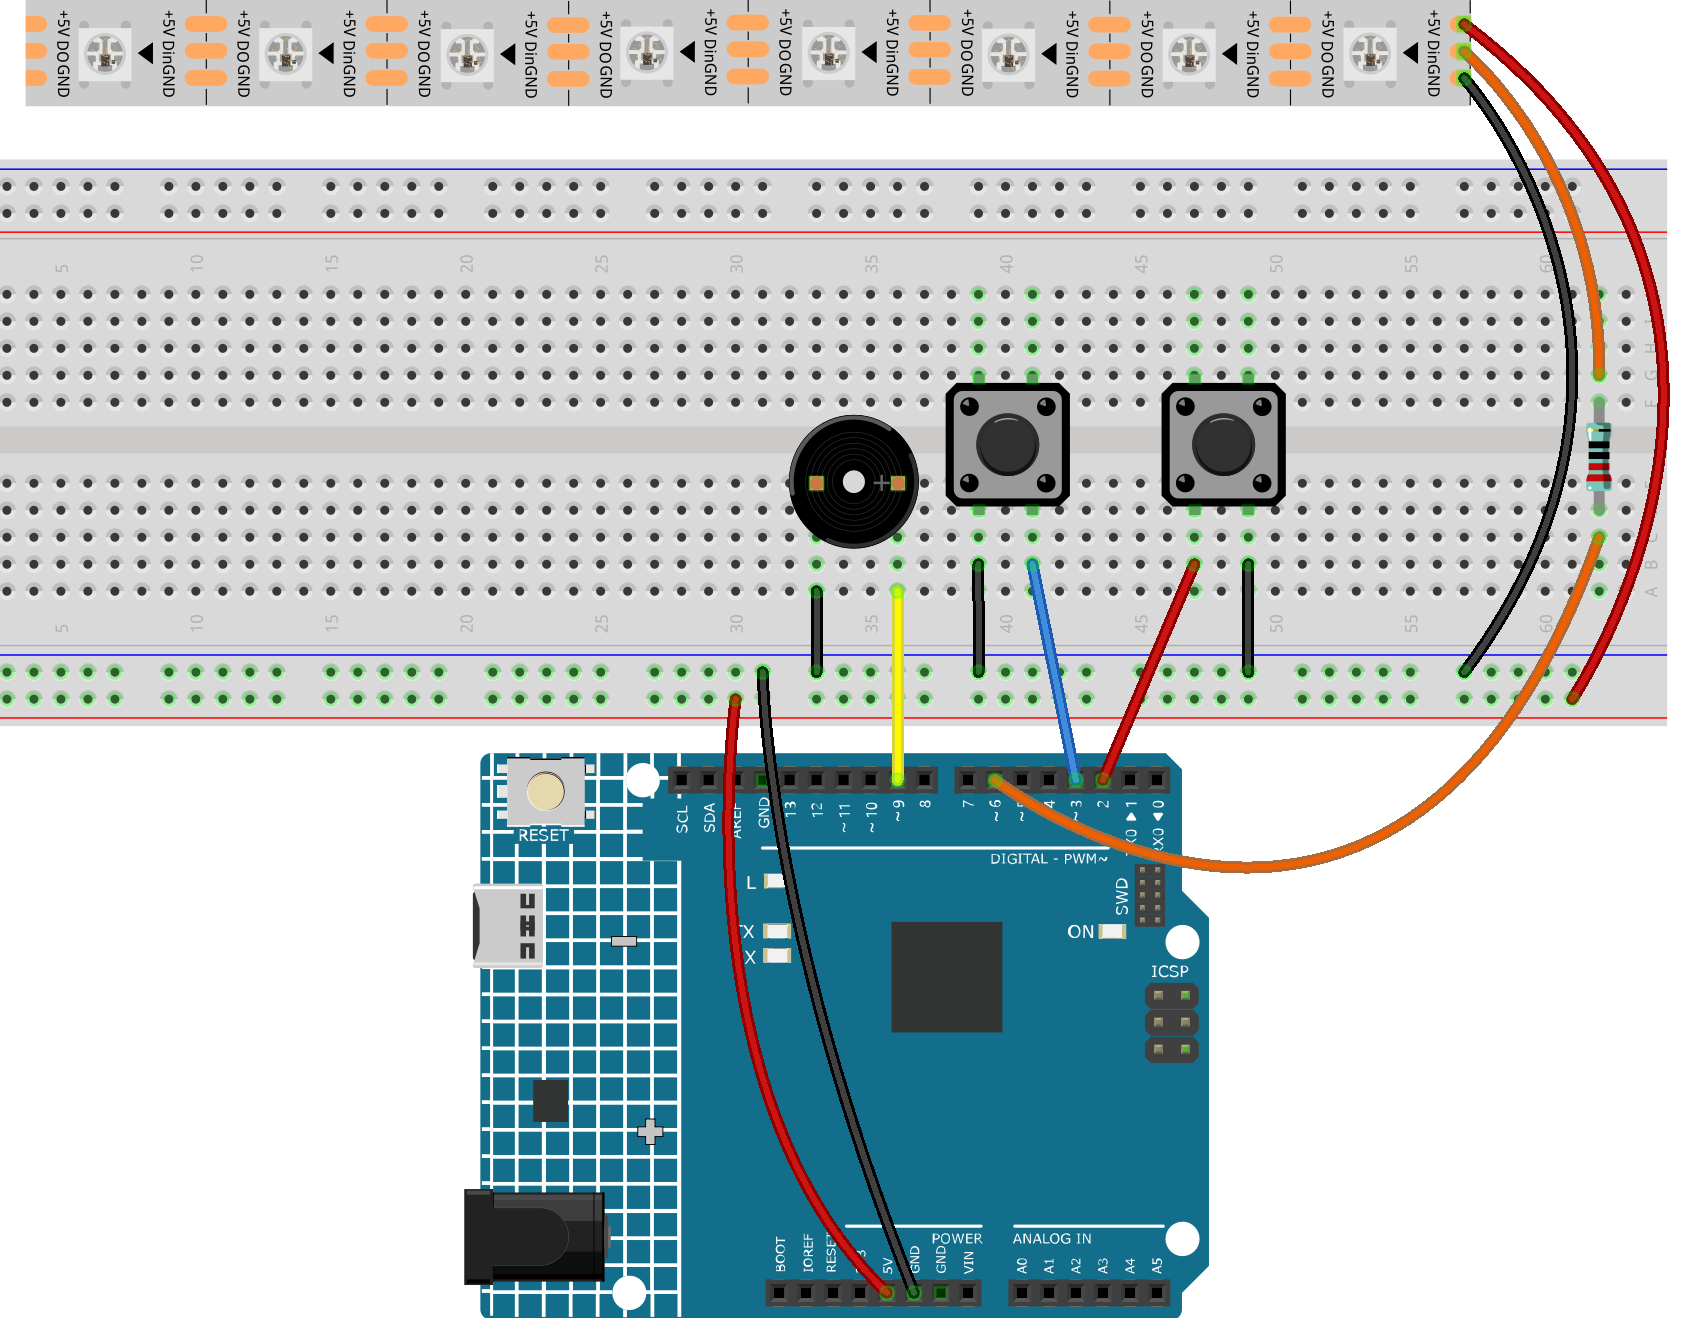 +5V DO GND
+5V DinGND
+5V DO GND
+5V DinGND
+5V DO GND
+5V DinGND
+5V DO GND
+5V DinGND
+5V DO GND
+5V DinGND
+5V DO GND
+5V DinGND
+5V DO GND
+5V DinGND
+5V DO GND
+5V DinGND
5 10 15 20 25 30 35 40 45 50 55 60
H
G
F
+
C
B
A
5 10 15 20 25 30 35 40 45 50 55 60
SCL
SDA
AREF
GND
13
12
~11
~10
~9
8
7
~6
~5
4
~3
2
1
0
RX0
RESET
DIGITAL - PWM~
L
X
X
SWD
ON
ICSP
POWER
ANALOG IN
BOOT
IOREF
RESET
5V
GND
GND
VIN
A0
A1
A2
A3
A4
A5